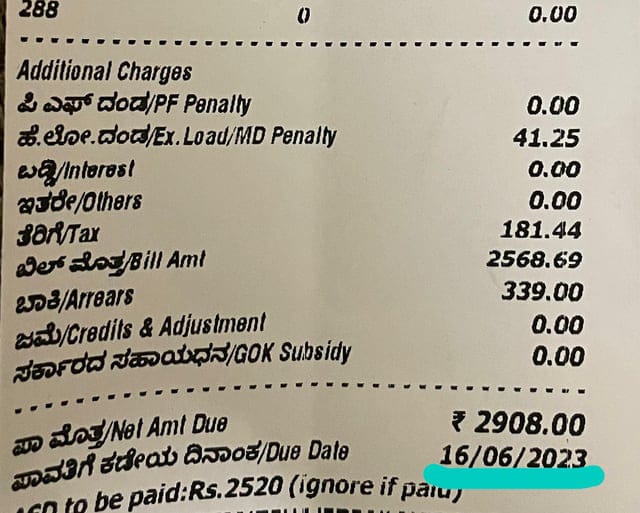 288 0 0.00
Additional Charges
ಪಿ ಎಫ್ ದಂಡ/PF Penalty 0.00
ಹೆ.ಲೋ.ದಂಡ/Ex.Load/MD Penalty 41.25
ಬಡ್ಡಿ/Interest 0.00
ಇತರೇ/Others 0.00
ತೆರಿಗೆ/Tax 181.44
ಬಿಲ್ ಮೊತ್ತ/Bill Amt 2568.69
ಬಾಕಿ/Arrears 339.00
ಜಮೆ/Credits & Adjustment 0.00
ಸರ್ಕಾರದ ಸಹಾಯಧನ/GOK Subsidy 0.00
ಪಾ ಮೊತ್ತ/Net Amt Due ₹ 2908.00
ಪಾವತಿಗೆ ಕಡೇಯ ದಿನಾಂಕ/Due Date 16/06/2023
ASD to be paid:Rs.2520 (ignore if paid)